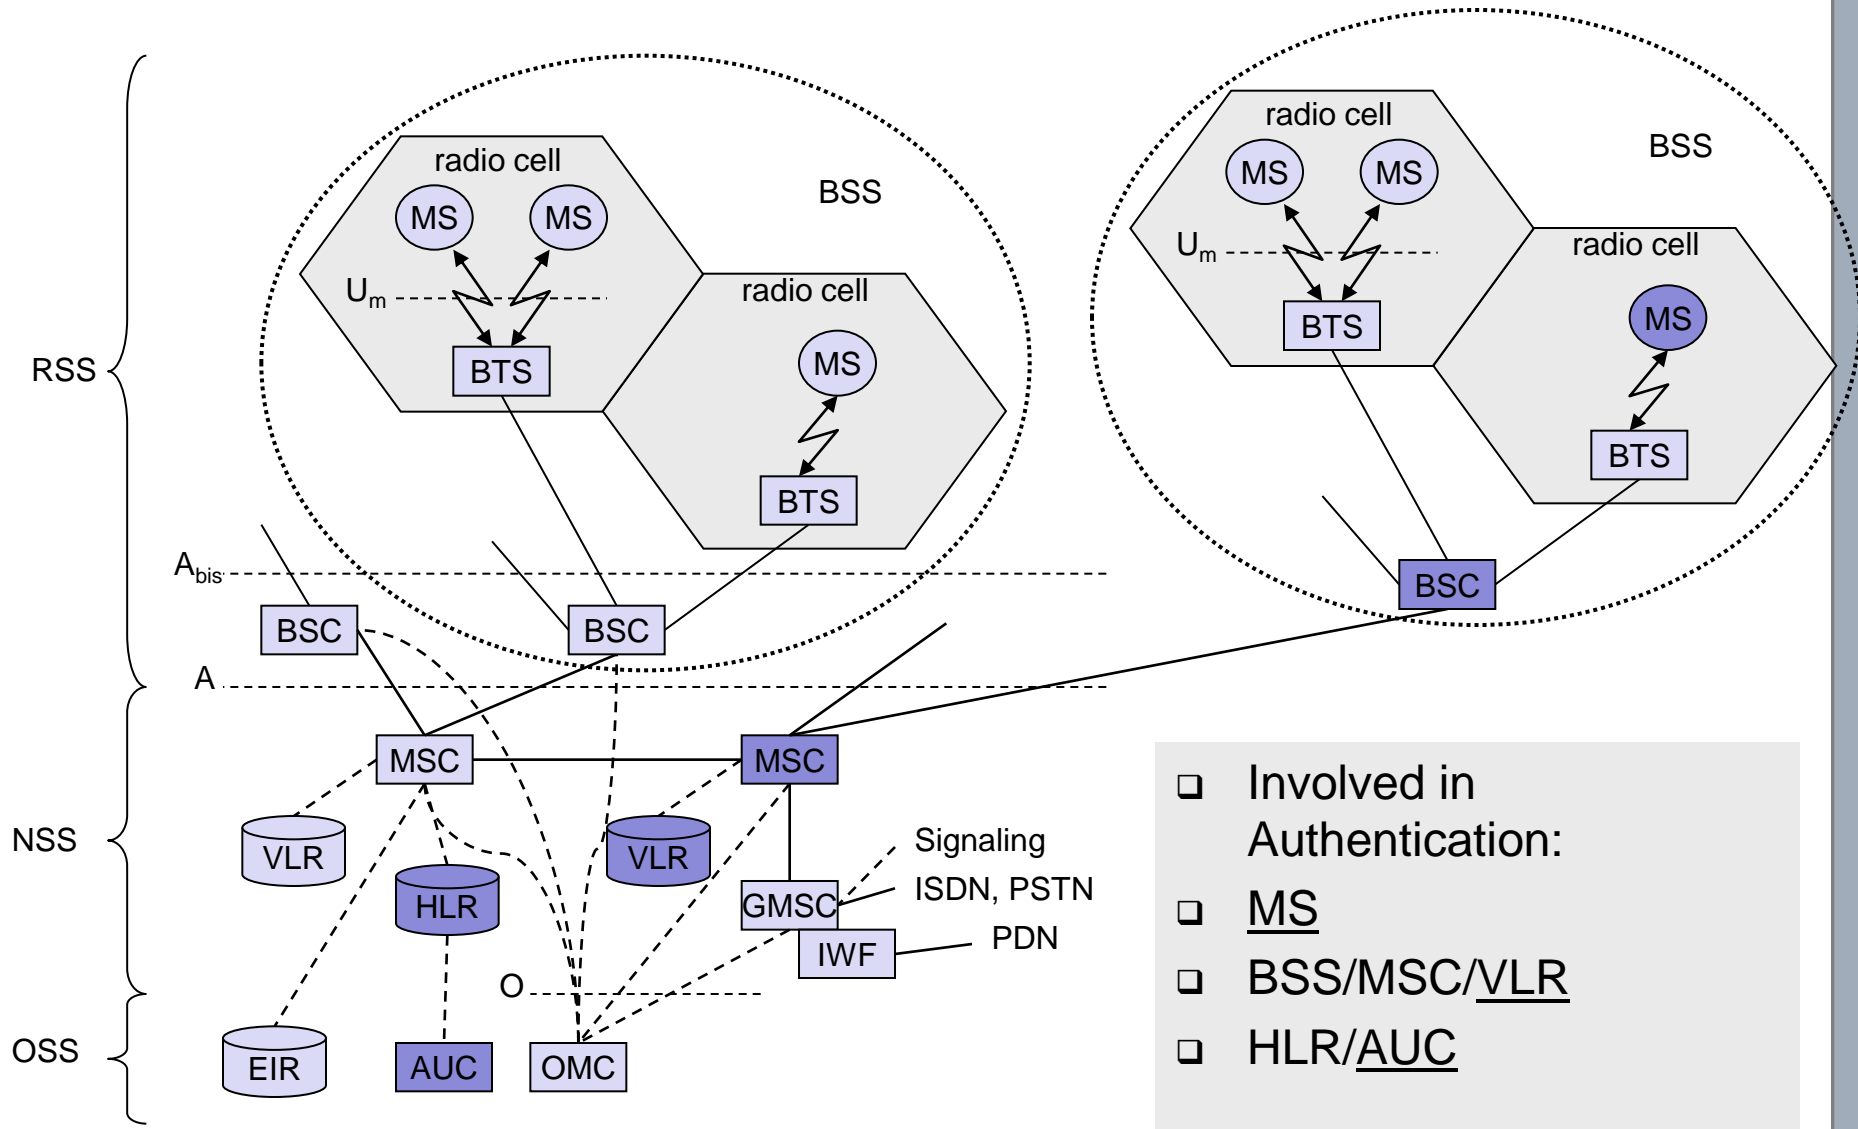 radio cell
MS
MS
BSS
radio cell
MS MS
BSS
Um
BTS
radio cell
MS
BTS
Um
BTS
radio cell
MS
BTS
RSS
Abis
BSC
BSC
BSC
A
MSC
MSC
NSS
VLR
HLR
VLR
GMSC
IWF
Signaling
ISDN, PSTN
PDN
O
OSS
EIR
AUC
OMC
❑ Involved in
Authentication:
❑ MS
❑ BSS/MSC/VLR
❑ HLR/AUC